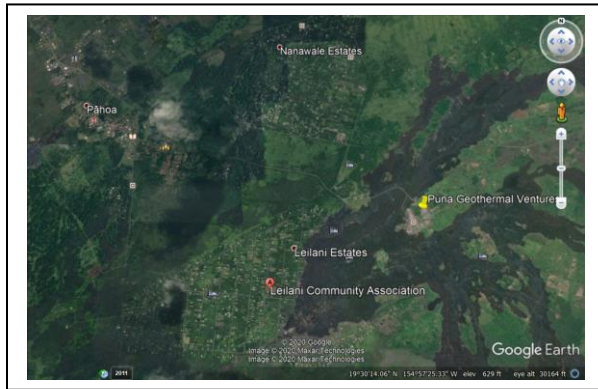 N
Nanawale Estates
Pāhoa
Puna Geothermal Venture
Leilani Estates
Leilani Community Association
© 2020 Google
Image © 2020 Maxar Technologies
Image © 2020 Maxar Technologies
Google Earth
2011
19°30'14.06" N 154°57'25.33" W elev 629 ft eye alt 30164 ft